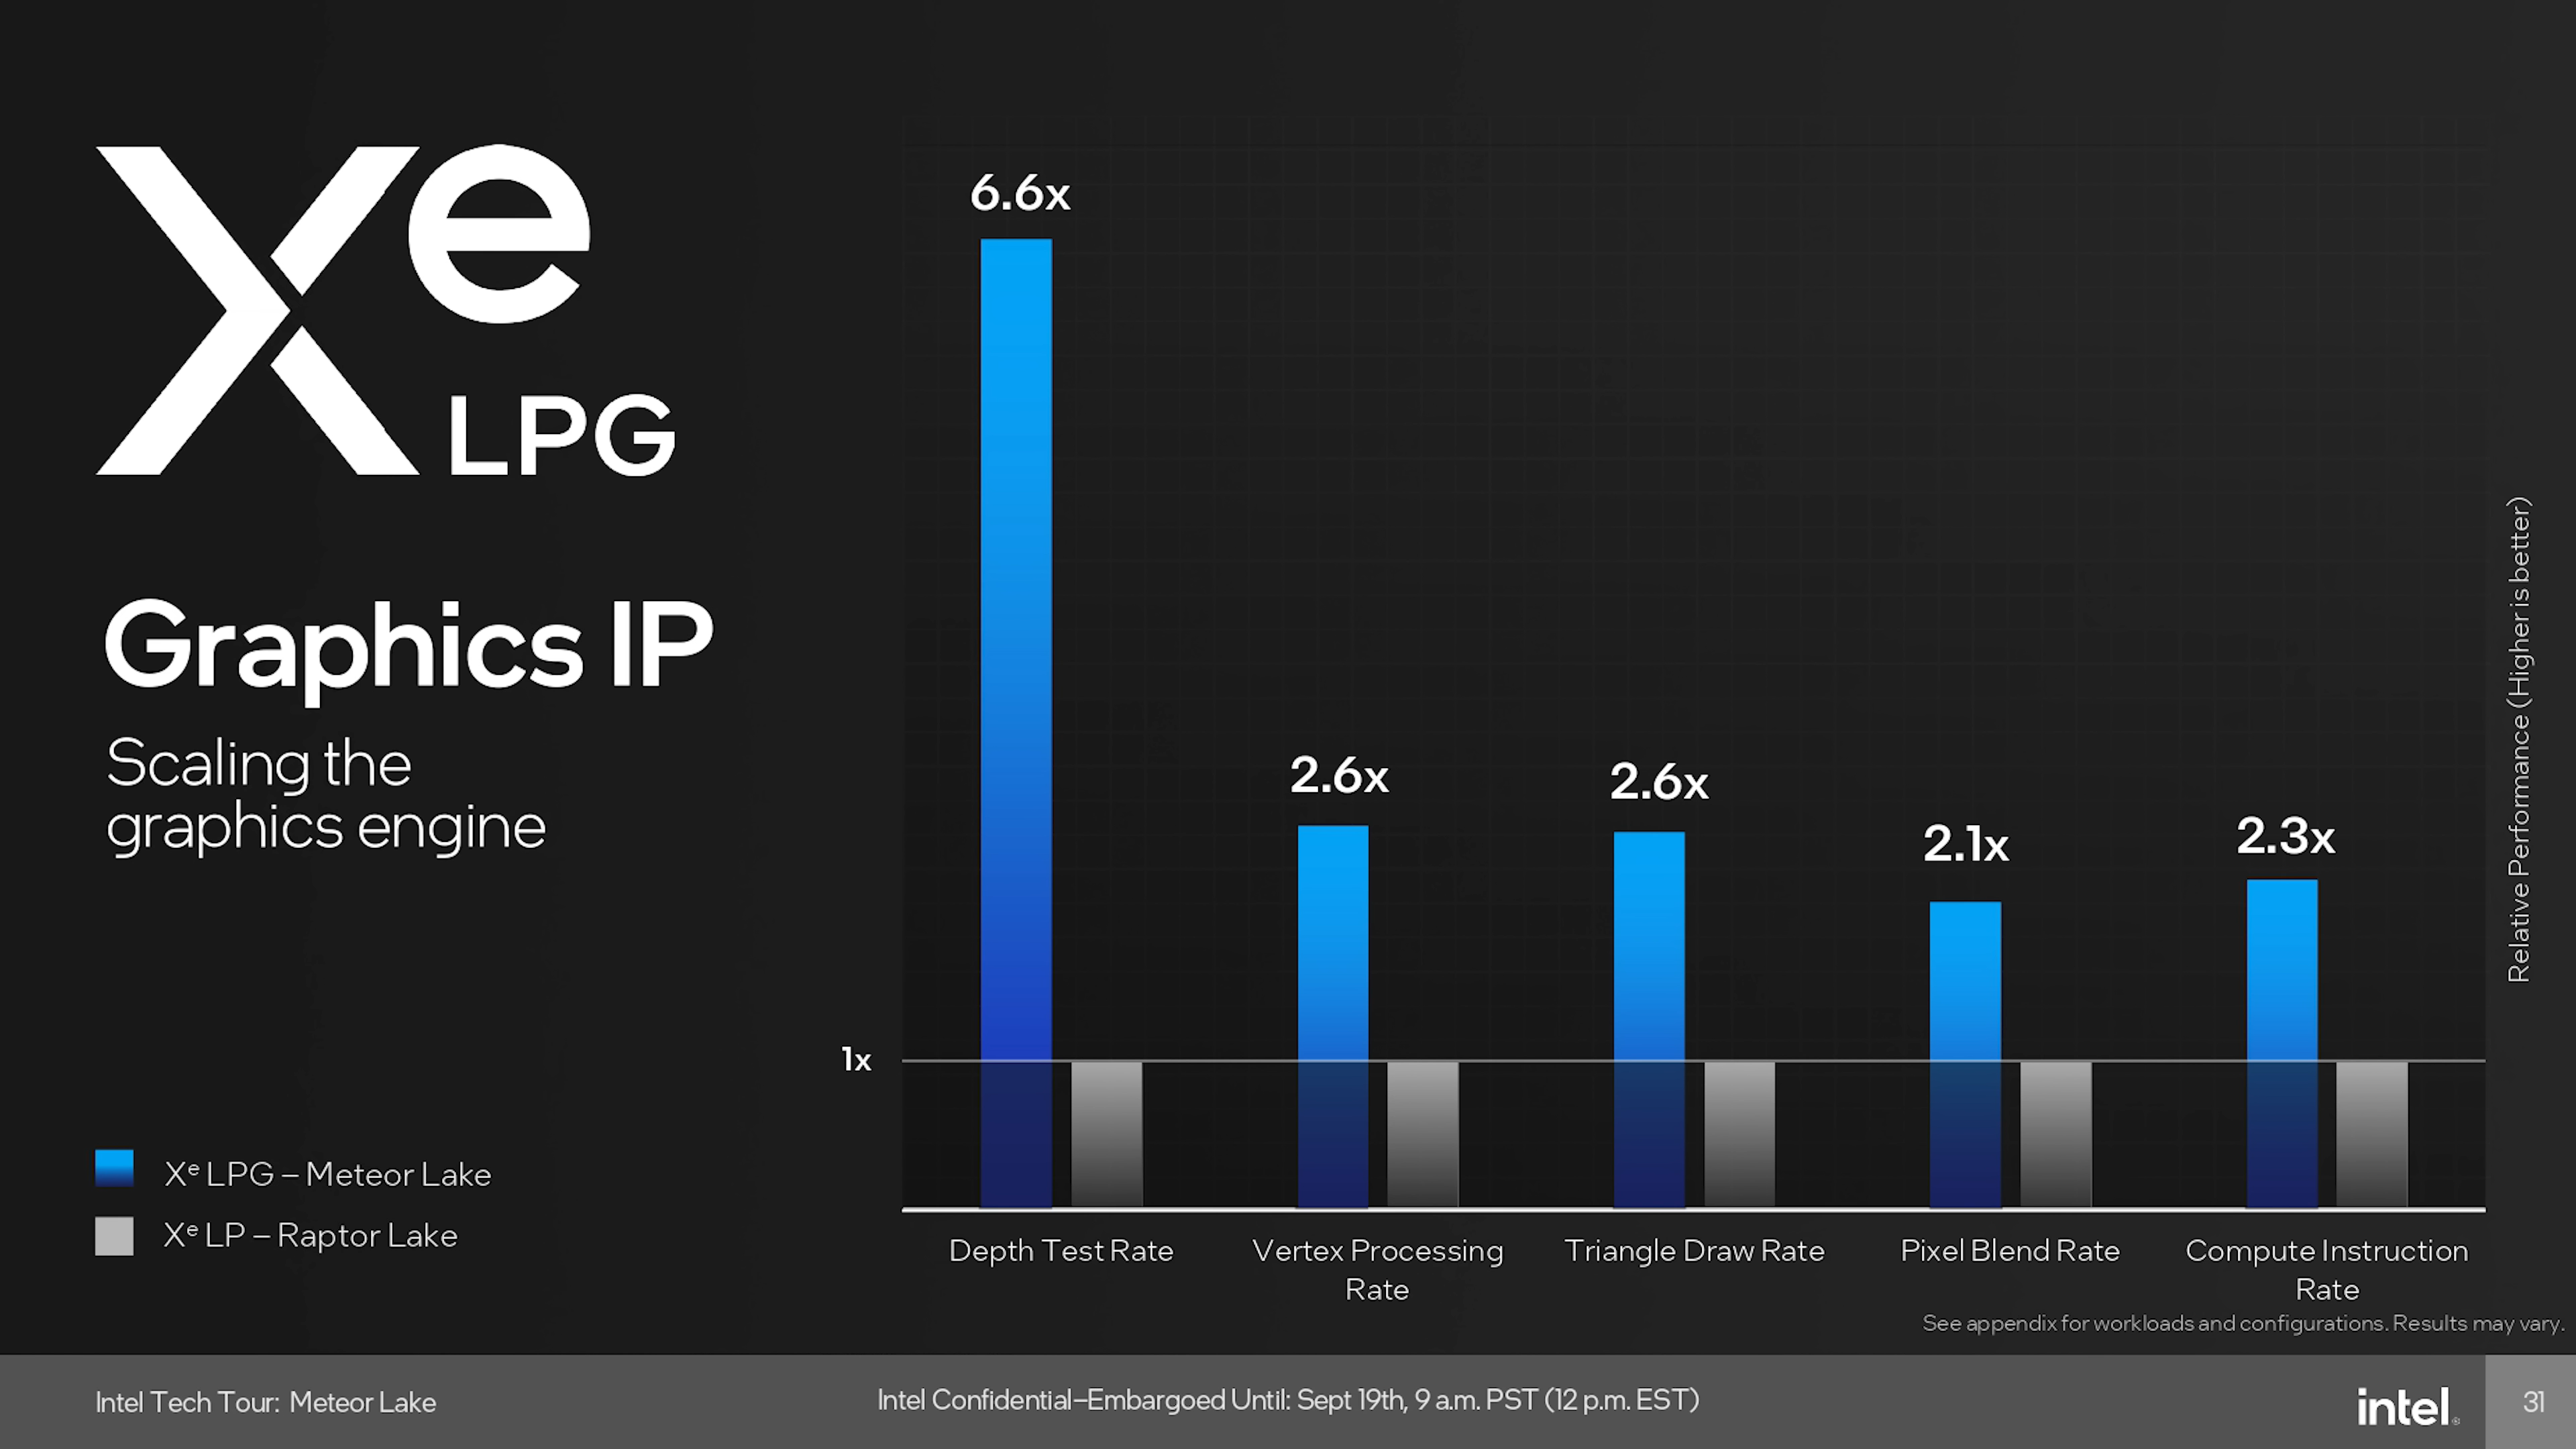 Xe LPG
Graphics IP
Scaling the
graphics engine
Xe LPG – Meteor Lake
Xe LP – Raptor Lake
6.6x
2.6x
2.6x
2.1x
2.3x
1x
Depth Test Rate
Vertex Processing
Rate
Triangle Draw Rate
Pixel Blend Rate
Compute Instruction
Rate
Relative Performance (Higher is better)
See appendix for workloads and configurations. Results may vary.
Intel Tech Tour: Meteor Lake
Intel Confidential–Embargoed Until: Sept 19th, 9 a.m. PST (12 p.m. EST)
intel®
31